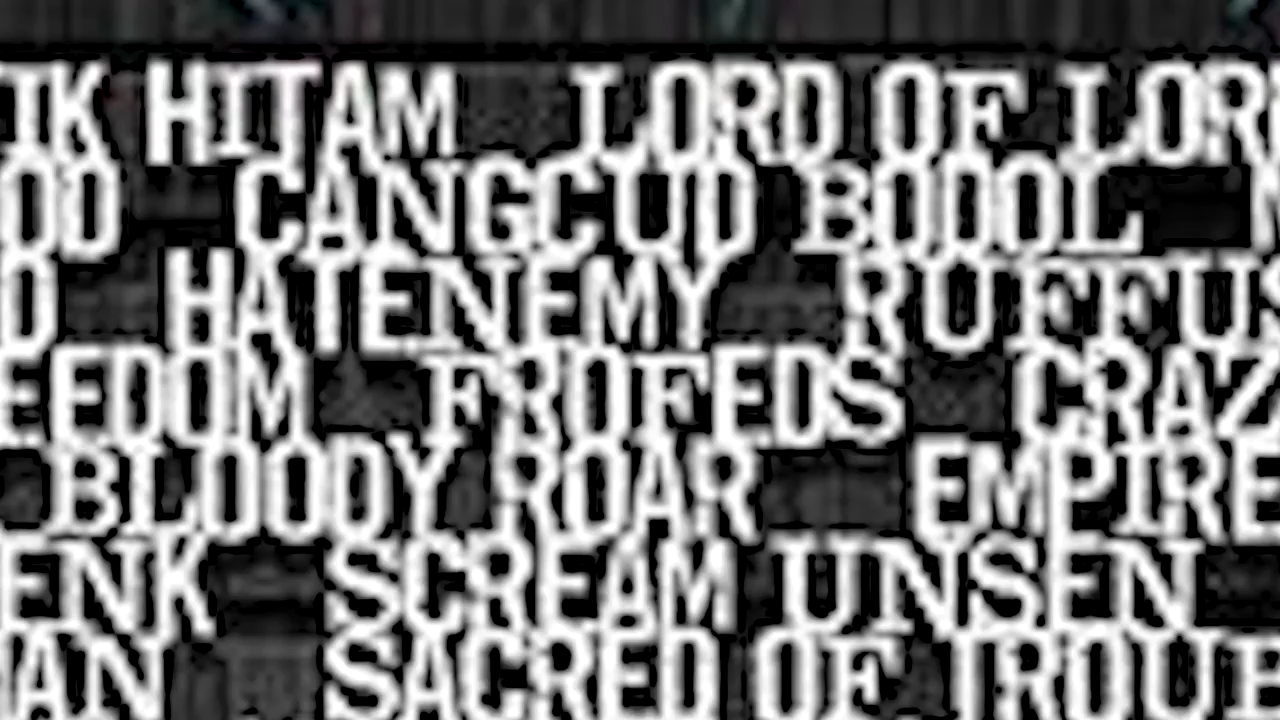 IK HITAM LORD OF LOR
OD CANGCUD BODOL
D HATENEMY RUFFUS
EEDOM FROFEDS CRAZ
BLOODY ROAR EMPIRE
ENK SCREAM UNSEN
AN SACRED OF TROUB